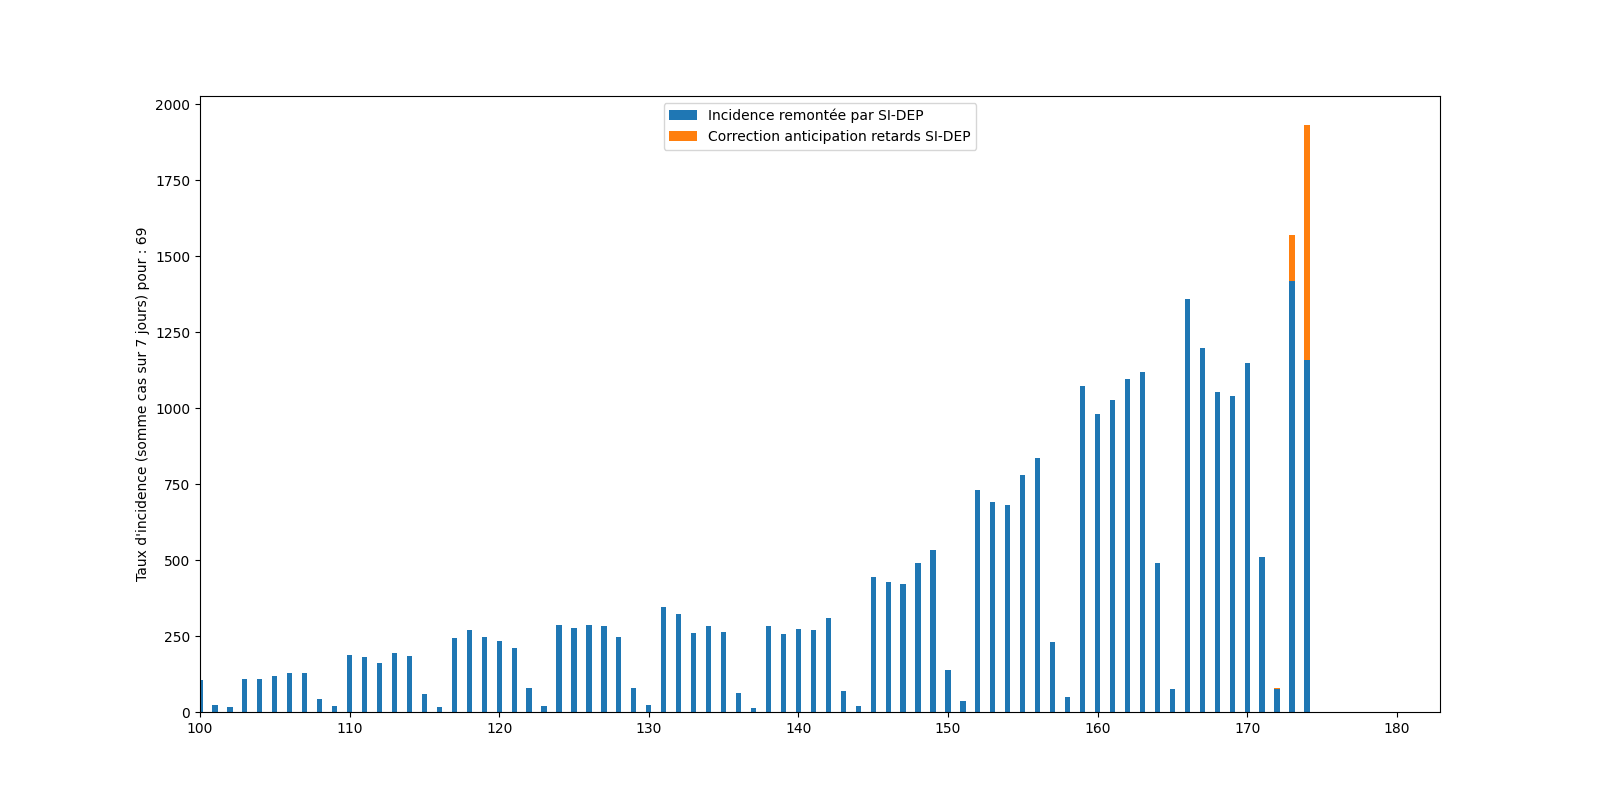 Incidence remontée par SI-DEP
Correction anticipation retards SI-DEP
Taux d'incidence (somme cas sur 7 jours) pour : 69
2000
1750
1500
1250
1000
750
500
250
0
100 110 120 130 140 150 160 170 180